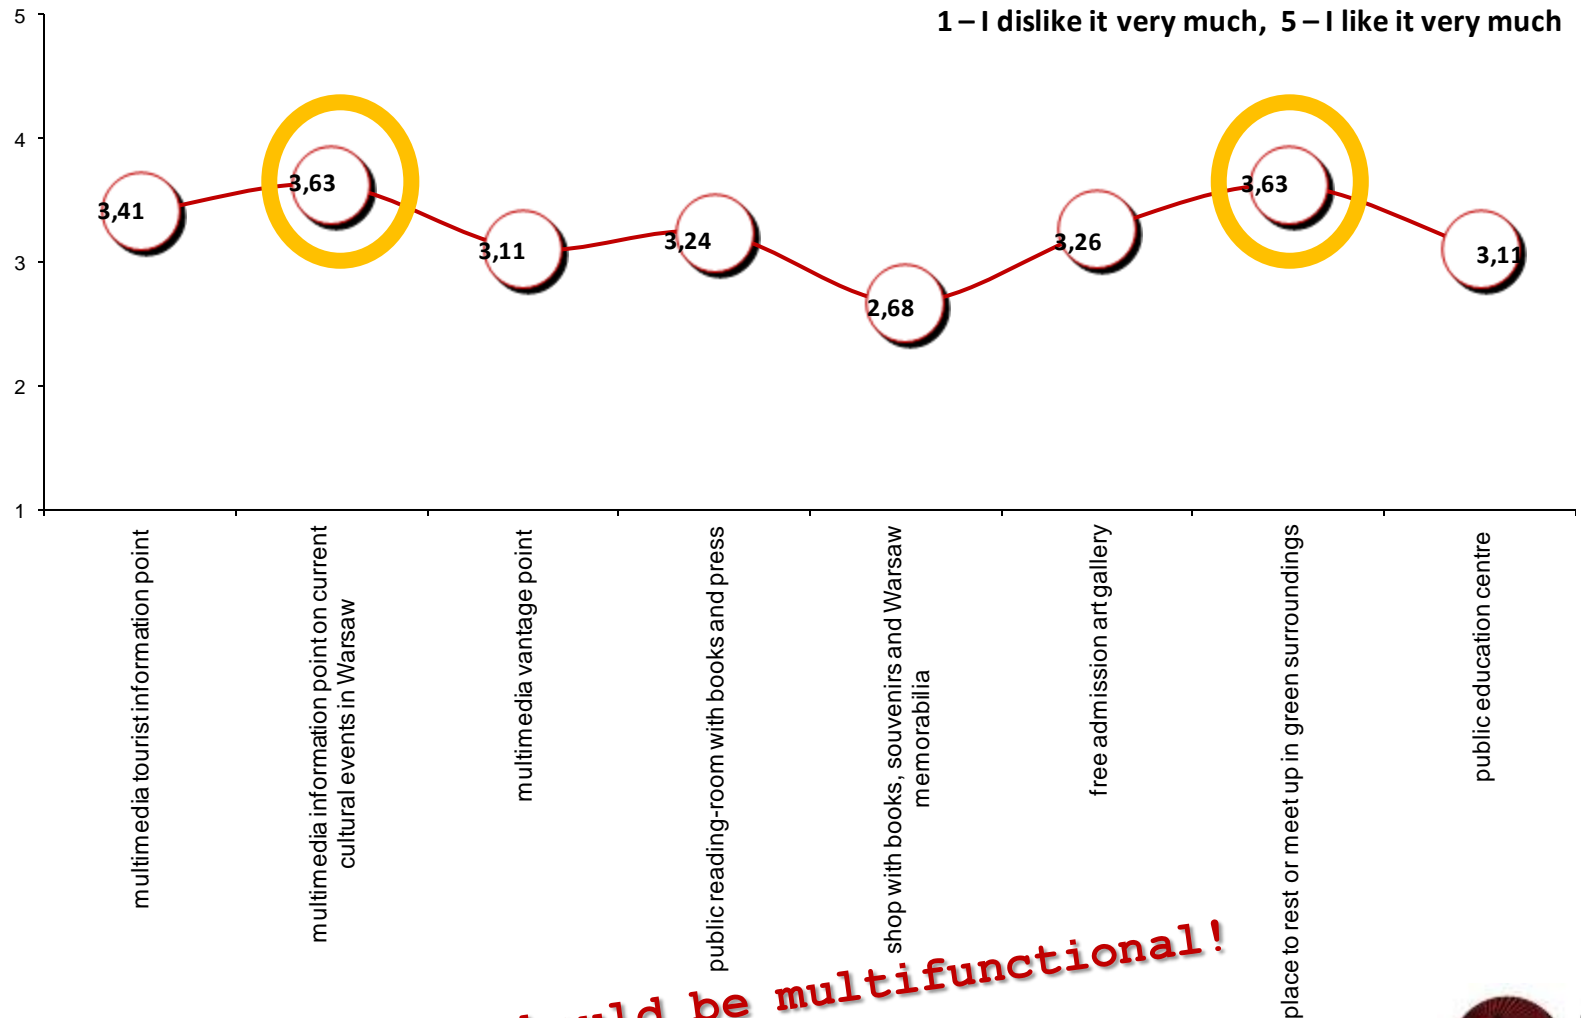 1 – I dislike it very much, 5 – I like it very much
5
4
3
2
1
3,41
3,63
3,11
3,24
2,68
3,26
3,63
3,11
multimedia tourist information point
multimedia information point on current
cultural events in Warsaw
multimedia vantage point
public reading-room with books and press
shop with books, souvenirs and Warsaw
memorabilia
free admission art gallery
place to rest or meet up in green surroundings
public education centre
be multifunctional!